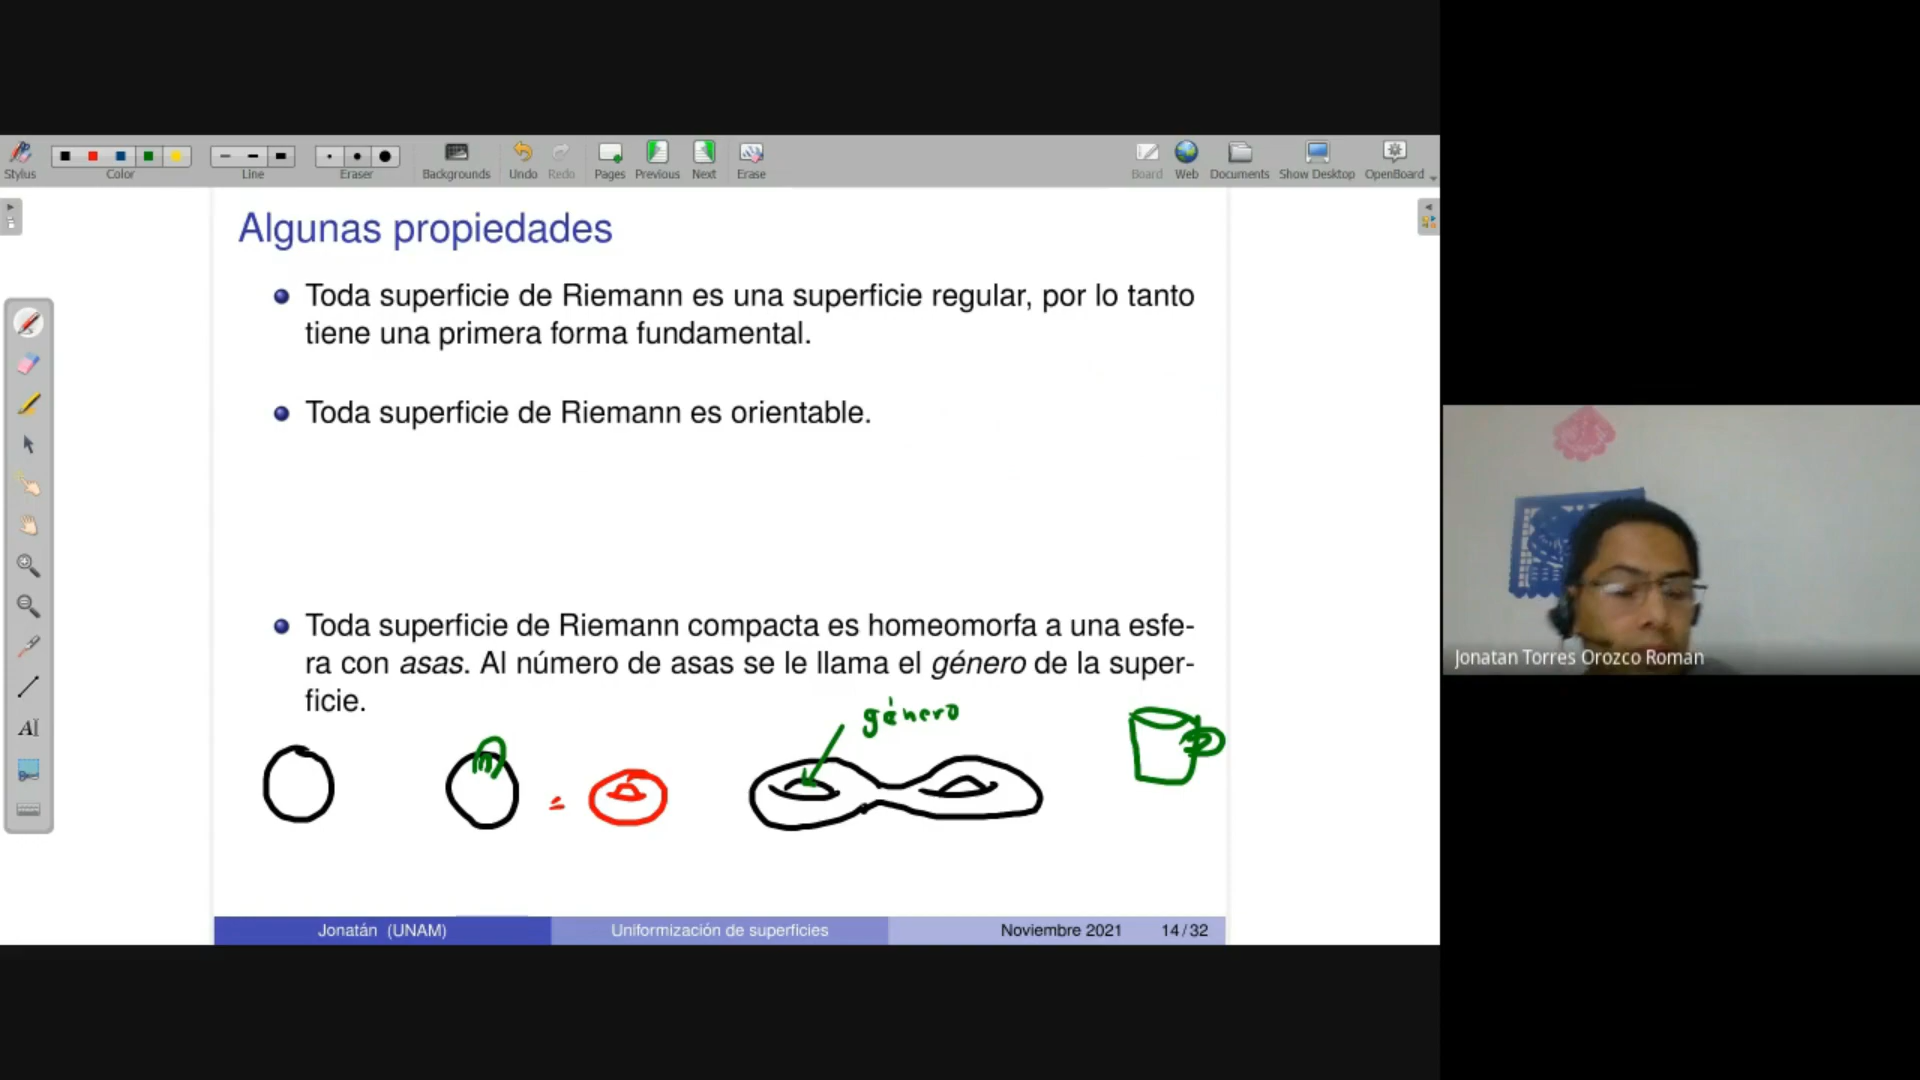 Stylus
Color
Line
Eraser
Backgrounds
Undo
Redo
Pages
Previous
Next
Erase
Board
Web
Documents
Show Desktop
OpenBoard
Algunas propiedades
Toda superficie de Riemann es una superficie regular, por lo tanto
tiene una primera forma fundamental.
Toda superficie de Riemann es orientable.
Toda superficie de Riemann compacta es homeomorfa a una esfe-
ra con asas. Al número de asas se le llama el género de la super-
ficie.
género
=
Jonatán (UNAM)
Uniformización de superficies
Noviembre 2021
14/32
Jonatan Torres Orozco Roman